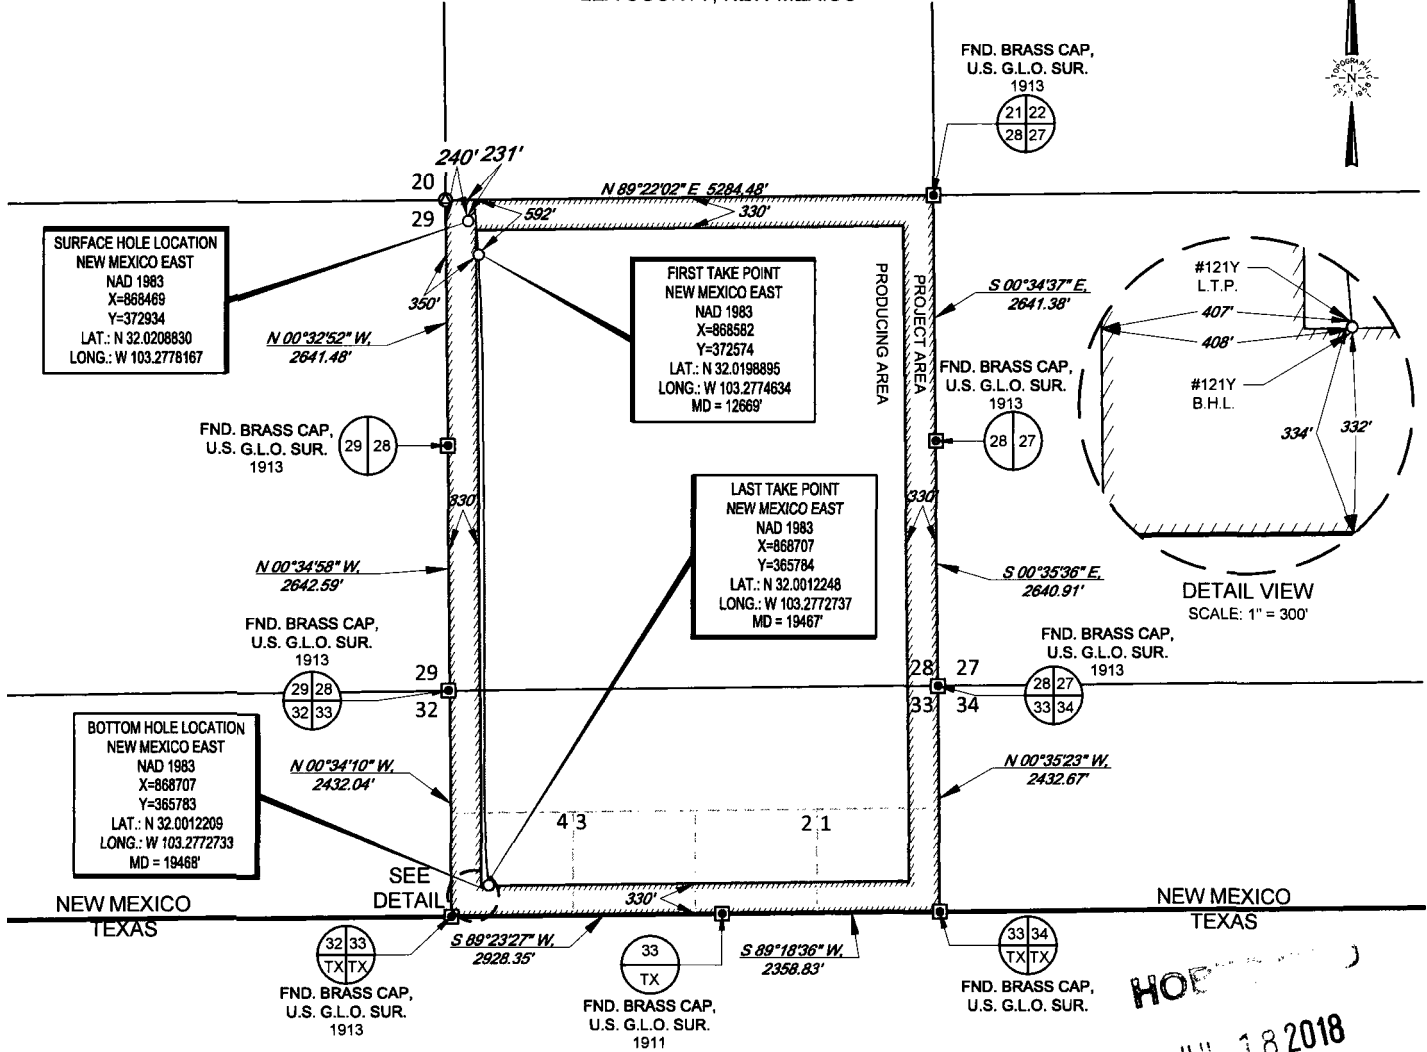 FND. BRASS CAP,
U.S. G.L.O. SUR.
1913
21 22
28 27
TOPOGRAPHIC
N
EST. 1958
240' 231'
20
29
N 89°22'02" E 5284.48'
592'
330'
350'
SURFACE HOLE LOCATION
NEW MEXICO EAST
NAD 1983
X=868469
Y=372934
LAT.: N 32.0208830
LONG.: W 103.2778167
FIRST TAKE POINT
NEW MEXICO EAST
NAD 1983
X=868582
Y=372574
LAT.: N 32.0198895
LONG.: W 103.2774634
MD = 12669'
PRODUCING AREA
PROJECT AREA
S 00°34'37" E,
2641.38'
#121Y
L.T.P.
407'
408'
#121Y
B.H.L.
334'
332'
DETAIL VIEW
SCALE: 1" = 300'
N 00°32'52" W,
2641.48'
FND. BRASS CAP,
U.S. G.L.O. SUR.
1913
29 28
FND. BRASS CAP,
U.S. G.L.O. SUR.
1913
28 27
330'
330'
LAST TAKE POINT
NEW MEXICO EAST
NAD 1983
X=868707
Y=365784
LAT.: N 32.0012248
LONG.: W 103.2772737
MD = 19467'
N 00°34'58" W,
2642.59'
S 00°35'36" E,
2640.91'
FND. BRASS CAP,
U.S. G.L.O. SUR.
1913
29 28
32 33
29
32
28 27
33 34
FND. BRASS CAP,
U.S. G.L.O. SUR.
1913
28 27
33 34
BOTTOM HOLE LOCATION
NEW MEXICO EAST
NAD 1983
X=868707
Y=365783
LAT.: N 32.0012209
LONG.: W 103.2772733
MD = 19468'
N 00°34'10" W,
2432.04'
N 00°35'23" W,
2432.67'
4 3
2 1
SEE
DETAIL
330'
NEW MEXICO
TEXAS
NEW MEXICO
TEXAS
S 89°23'27" W,
2928.35'
S 89°18'36" W,
2358.83'
32 33
TX TX
FND. BRASS CAP,
U.S. G.L.O. SUR.
1913
33
TX
FND. BRASS CAP,
U.S. G.L.O. SUR.
1911
33 34
TX TX
FND. BRASS CAP,
U.S. G.L.O. SUR.
18 2018